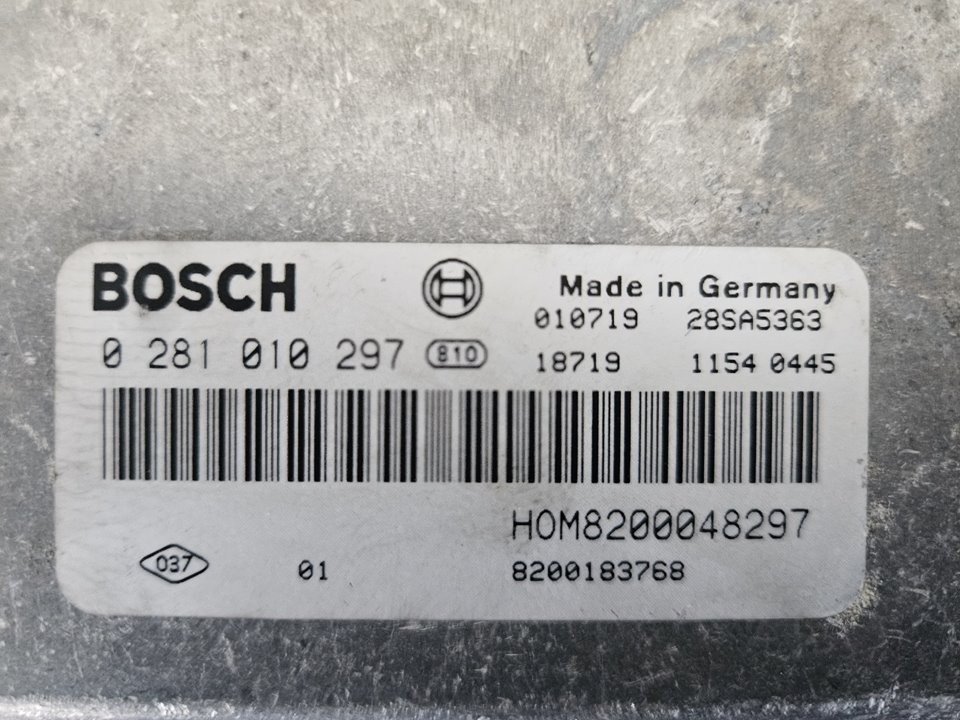 BOSCH
Made in Germany
010719 28SA5363
0 281 010 297 810
18719 1154 0445
HOM8200048297
037 01 8200183768